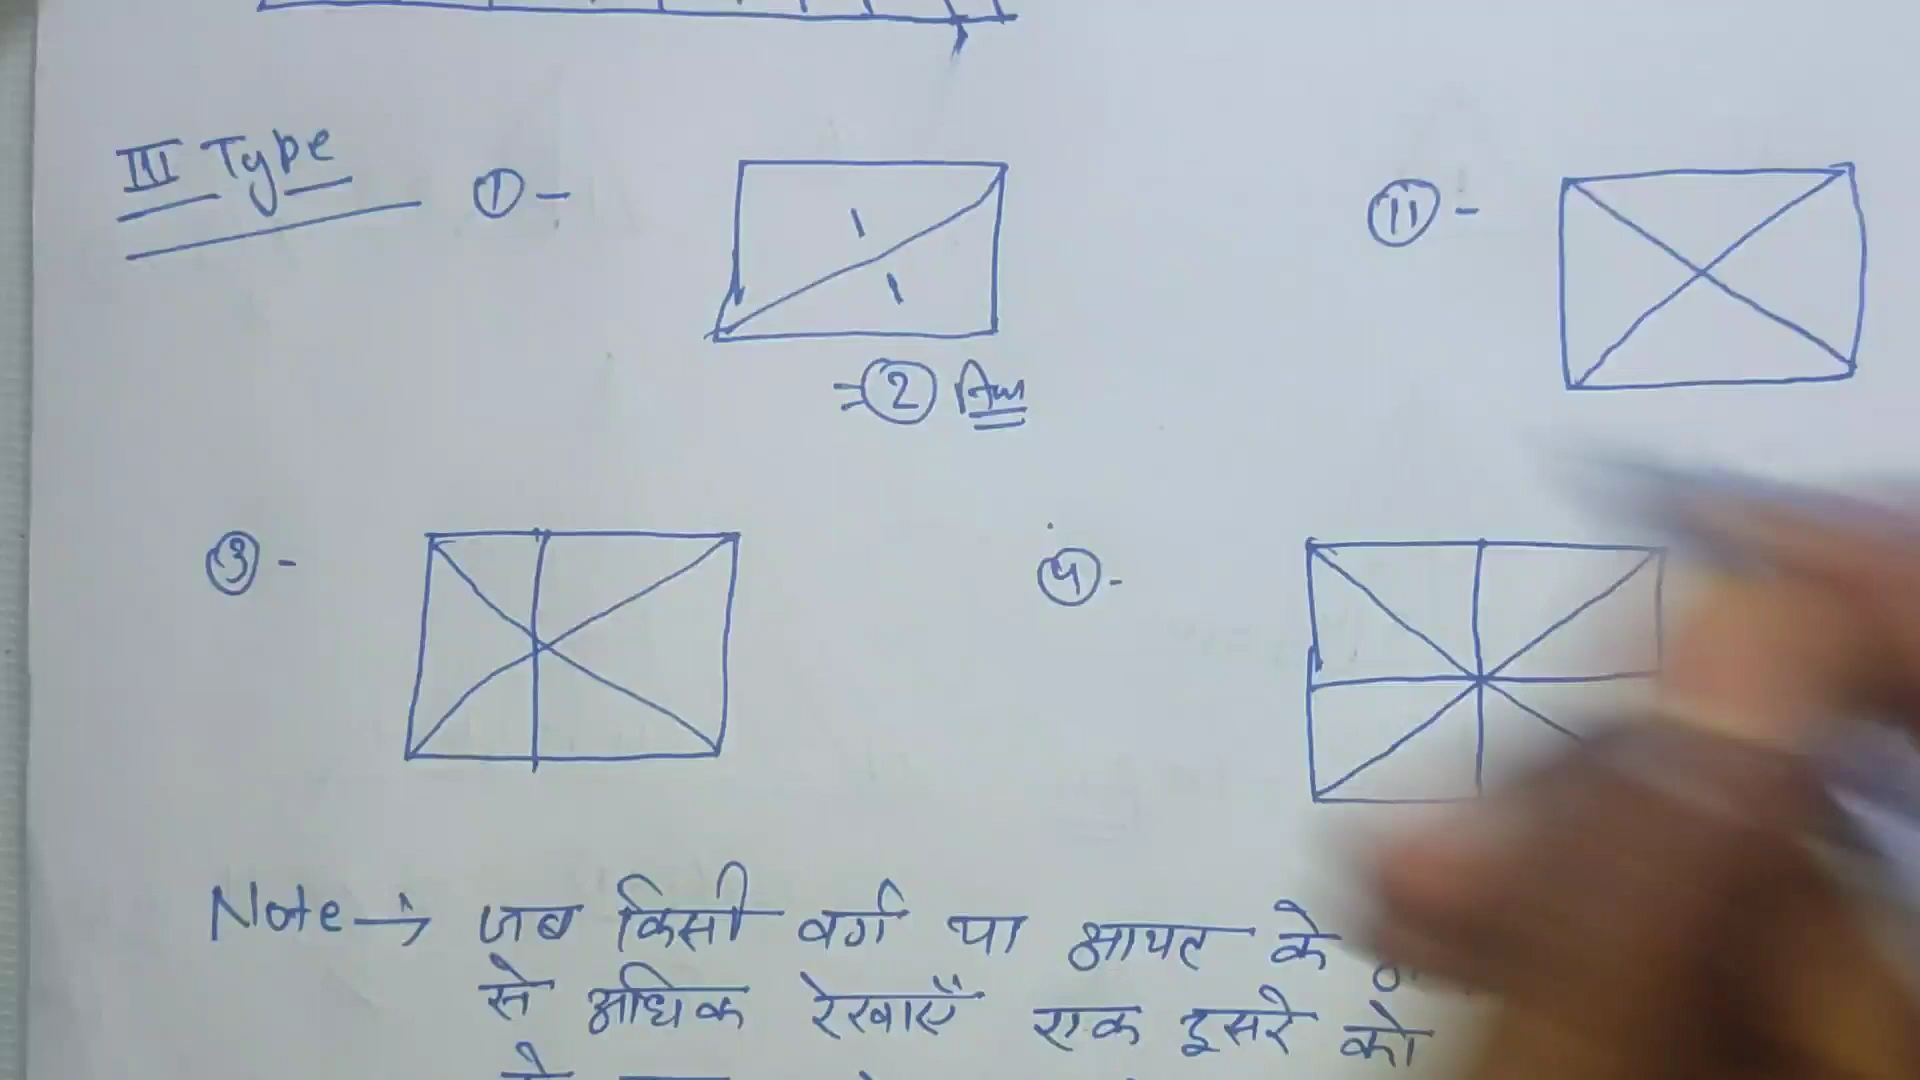 III Type
① -
1
1
= ② Ans
⑪ -
③ -
④ -
Note → जब किसी वर्ग या आयत के
से अधिक रेखाएँ एक दूसरे को